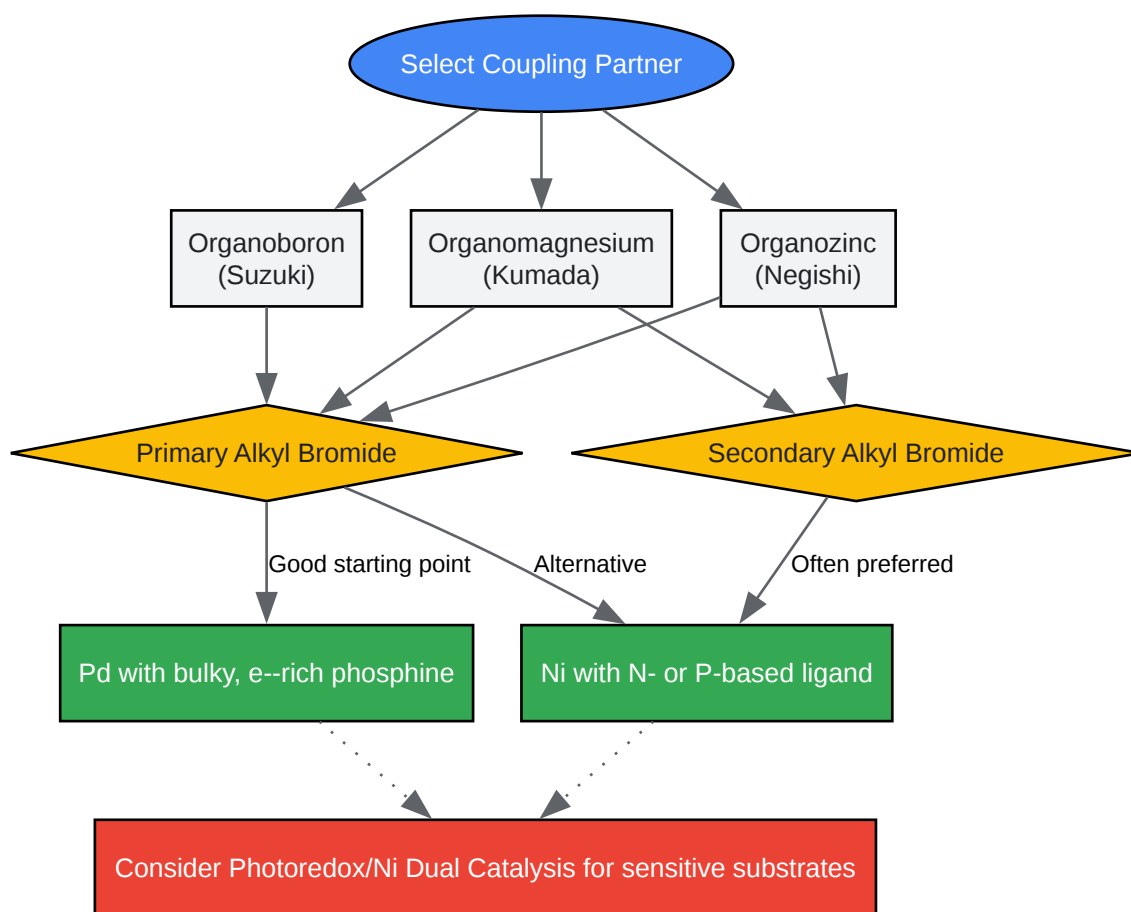 Select Coupling Partner
Organoboron
(Suzuki)
Organomagnesium
(Kumada)
Organozinc
(Negishi)
Primary Alkyl Bromide
Secondary Alkyl Bromide
Good starting point
Alternative
Often preferred
Pd with bulky, e--rich phosphine
Ni with N- or P-based ligand
Consider Photoredox/Ni Dual Catalysis for sensitive substrates